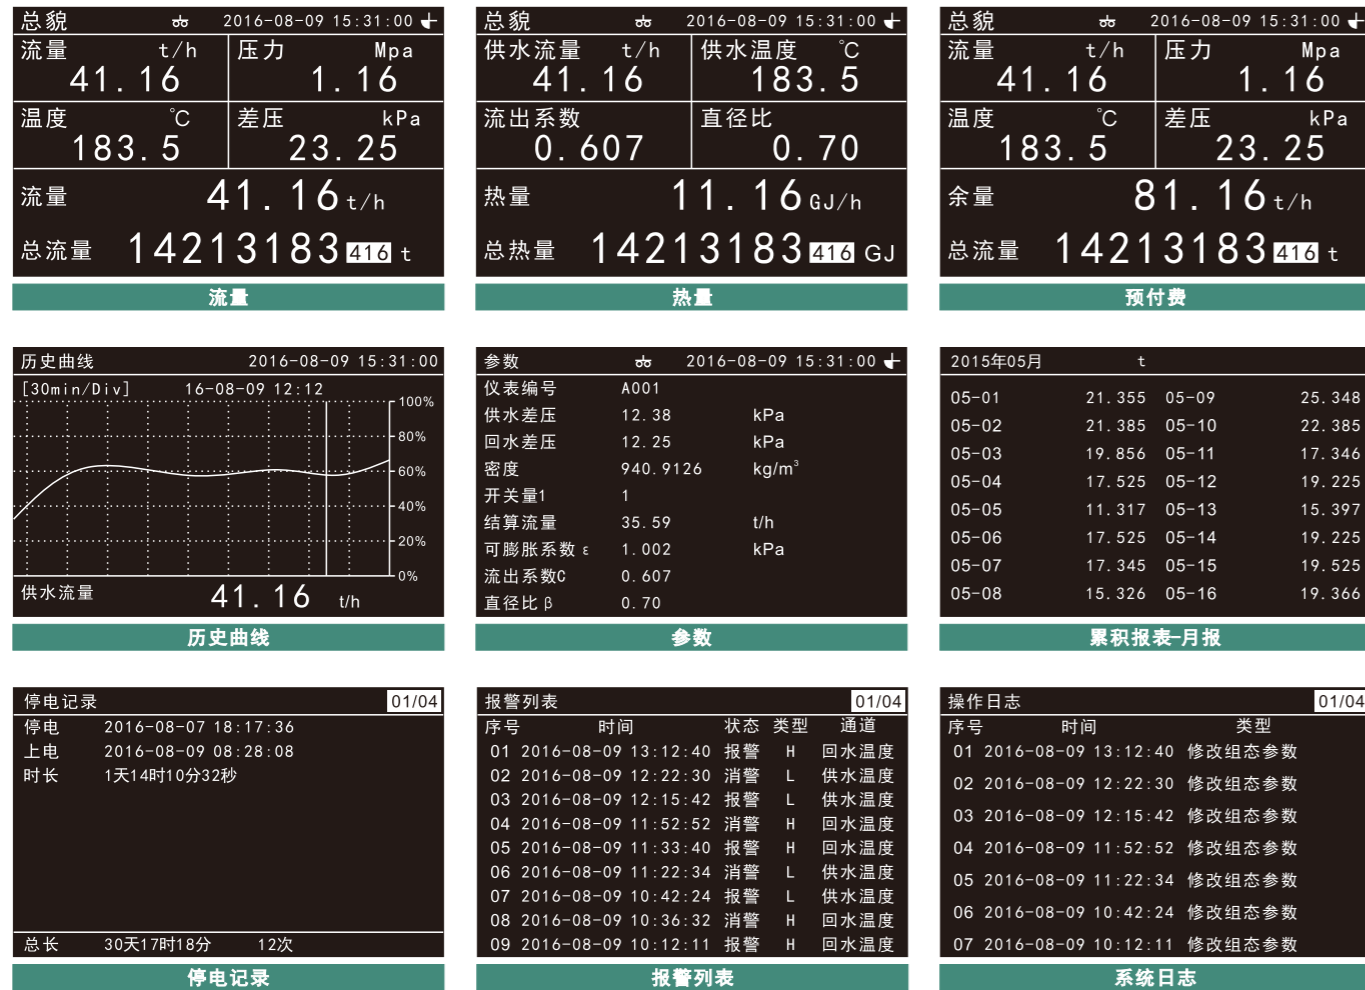 总貌 2016-08-09 15:31:00
流量 t/h 压力 Mpa
41.16 1.16
温度 ℃ 差压 kPa
183.5 23.25
流量 41.16 t/h
总流量 14213183 416 t
流量
总貌 2016-08-09 15:31:00
供水流量 t/h 供水温度 ℃
41.16 183.5
流出系数 直径比
0.607 0.70
热量 11.16 GJ/h
总热量 14213183 416 GJ
热量
总貌 2016-08-09 15:31:00
流量 t/h 压力 Mpa
41.16 1.16
温度 ℃ 差压 kPa
183.5 23.25
余量 81.16 t/h
总流量 14213183 416 t
预付费
历史曲线 2016-08-09 15:31:00
[30min/Div] 16-08-09 12:12
100%
80%
60%
40%
20%
0%
供水流量 41.16 t/h
历史曲线
参数 2016-08-09 15:31:00
仪表编号 A001
供水差压 12.38 kPa
回水差压 12.25 kPa
密度 940.9126 kg/m³
开关量1 1
结算流量 35.59 t/h
可膨胀系数 ε 1.002 kPa
流出系数C 0.607
直径比 β 0.70
参数
2015年05月 t
05-01 21.355 05-09 25.348
05-02 21.385 05-10 22.385
05-03 19.856 05-11 17.346
05-04 17.525 05-12 19.225
05-05 11.317 05-13 15.397
05-06 17.525 05-14 19.225
05-07 17.345 05-15 19.525
05-08 15.326 05-16 19.366
累积报表-月报
停电记录 01/04
停电 2016-08-07 18:17:36
上电 2016-08-09 08:28:08
时长 1天14时10分32秒
总长 30天17时18分 12次
停电记录
报警列表 01/04
序号 时间 状态 类型 通道
01 2016-08-09 13:12:40 报警 H 回水温度
02 2016-08-09 12:22:30 消警 L 供水温度
03 2016-08-09 12:15:42 报警 L 供水温度
04 2016-08-09 11:52:52 消警 H 回水温度
05 2016-08-09 11:33:40 报警 H 回水温度
06 2016-08-09 11:22:34 消警 L 供水温度
07 2016-08-09 10:42:24 报警 L 供水温度
08 2016-08-09 10:36:32 消警 H 回水温度
09 2016-08-09 10:12:11 报警 H 回水温度
报警列表
操作日志 01/04
序号 时间 类型
01 2016-08-09 13:12:40 修改组态参数
02 2016-08-09 12:22:30 修改组态参数
03 2016-08-09 12:15:42 修改组态参数
04 2016-08-09 11:52:52 修改组态参数
05 2016-08-09 11:22:34 修改组态参数
06 2016-08-09 10:42:24 修改组态参数
07 2016-08-09 10:12:11 修改组态参数
系统日志